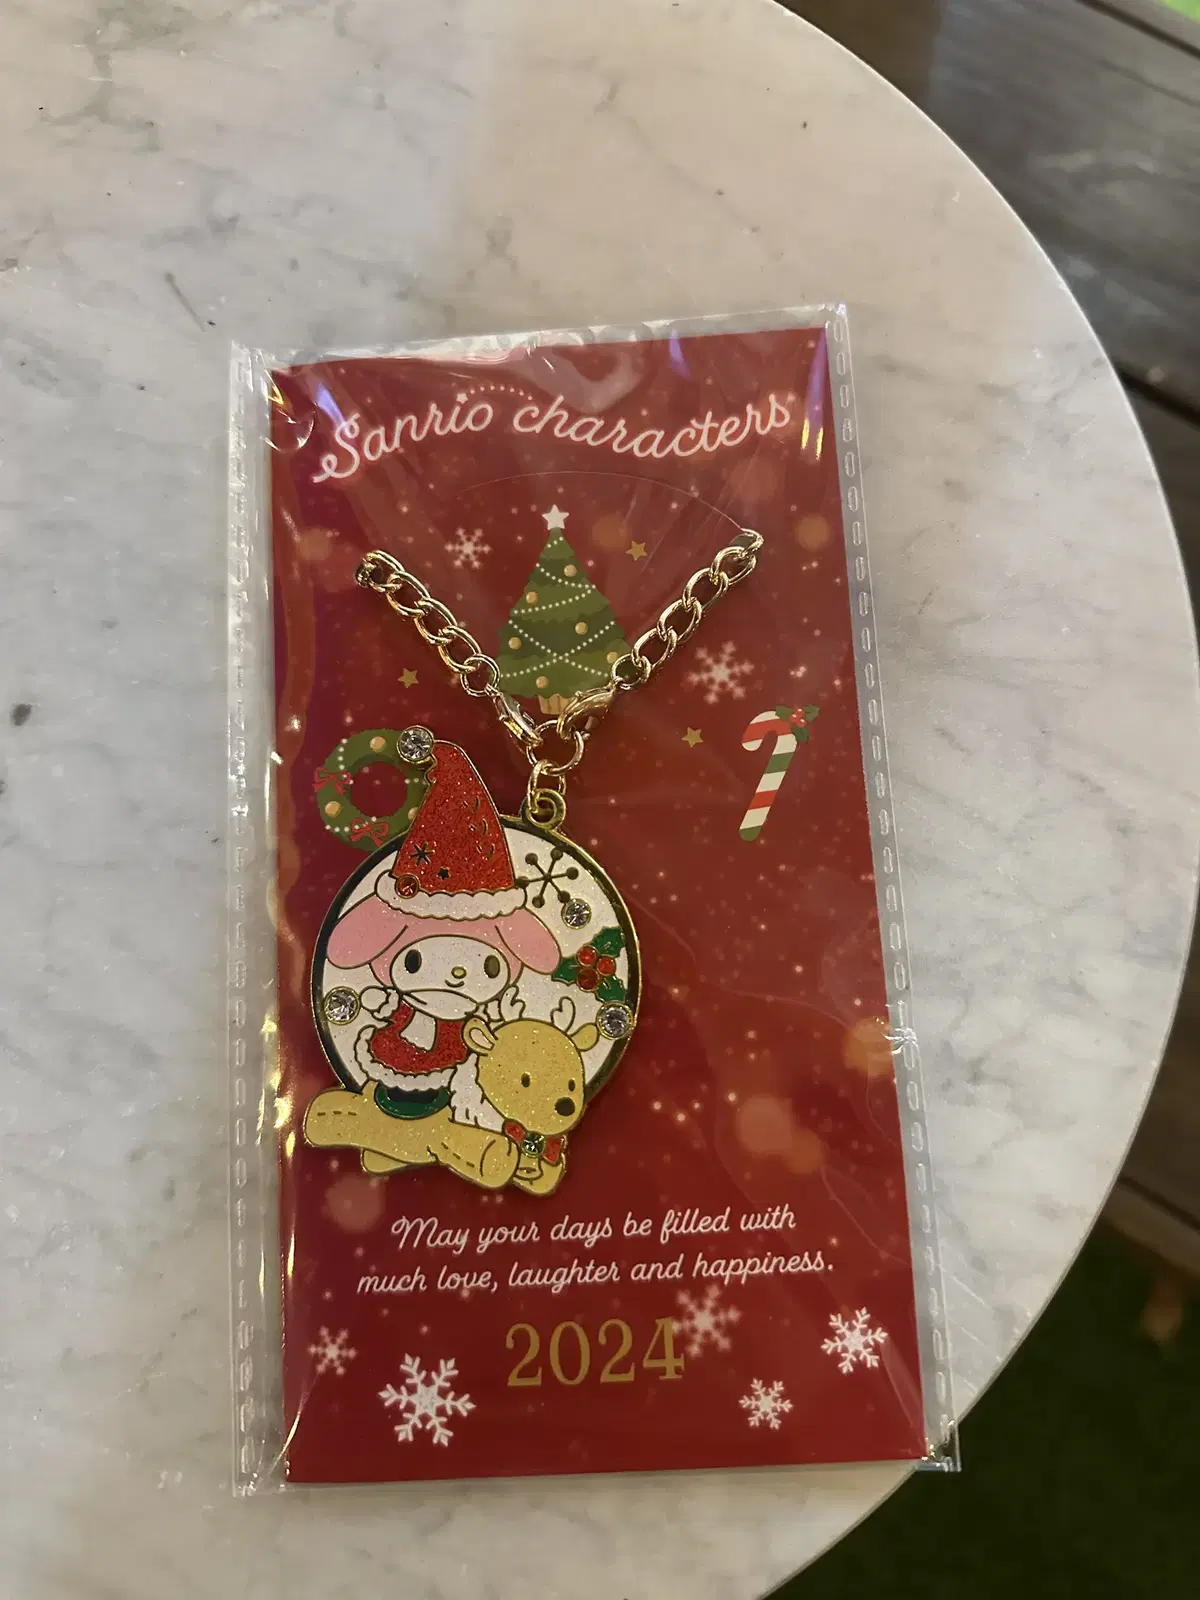 Sanrio characters
May your days be filled with
much love, laughter and happiness.
2024